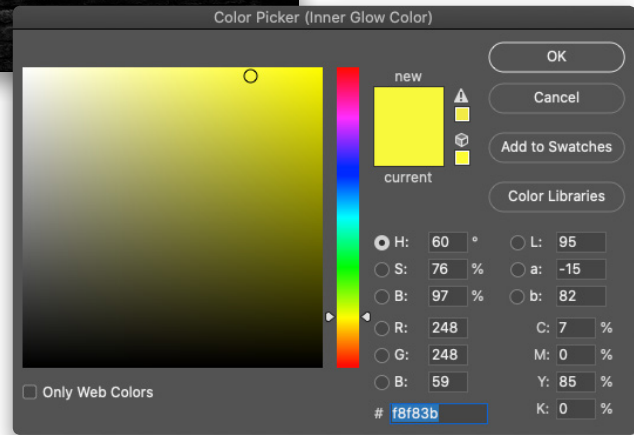 Color Picker (Inner Glow Color)
new
current
OK
Cancel
Add to Swatches
Color Libraries
H: 60 °
S: 76 %
B: 97 %
R: 248
G: 248
B: 59
# f8f83b
L: 95
a: -15
b: 82
C: 7 %
M: 0 %
Y: 85 %
K: 0 %
Only Web Colors